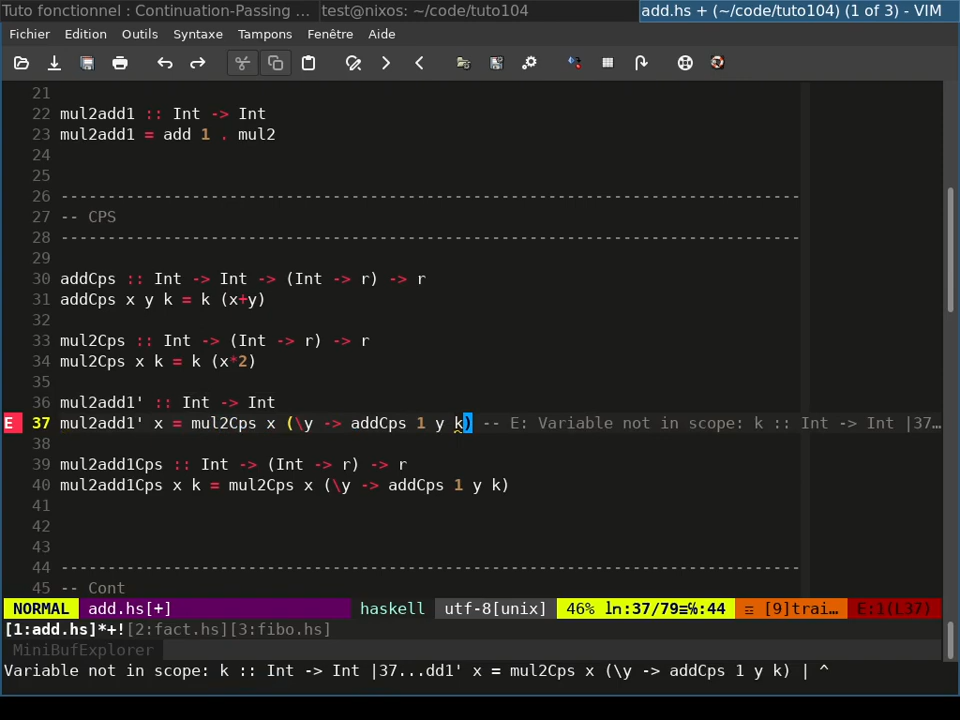 Tuto fonctionnel : Continuation-Passing ... test@nixos: ~/code/tuto104 add.hs + (~/code/tuto104) (1 of 3) - VIM
Fichier Edition Outils Syntaxe Tampons Fenêtre Aide
21
22 mul2add1 :: Int -> Int
23 mul2add1 = add 1 . mul2
24
25
26 -------------------------------------------------------------------------------
27 -- CPS
28 -------------------------------------------------------------------------------
29
30 addCps :: Int -> Int -> (Int -> r) -> r
31 addCps x y k = k (x+y)
32
33 mul2Cps :: Int -> (Int -> r) -> r
34 mul2Cps x k = k (x*2)
35
36 mul2add1' :: Int -> Int
E 37 mul2add1' x = mul2Cps x (\y -> addCps 1 y k) -- E: Variable not in scope: k :: Int -> Int |37…
38
39 mul2add1Cps :: Int -> (Int -> r) -> r
40 mul2add1Cps x k = mul2Cps x (\y -> addCps 1 y k)
41
42
43
44 -------------------------------------------------------------------------------
45 -- Cont
NORMAL add.hs[+] haskell utf-8[unix] 46% ln:37/79≡℅:44 ☲ [9]trai… E:1(L37)
[1:add.hs]*+![2:fact.hs][3:fibo.hs]
MiniBufExplorer
Variable not in scope: k :: Int -> Int |37...dd1' x = mul2Cps x (\y -> addCps 1 y k) | ^